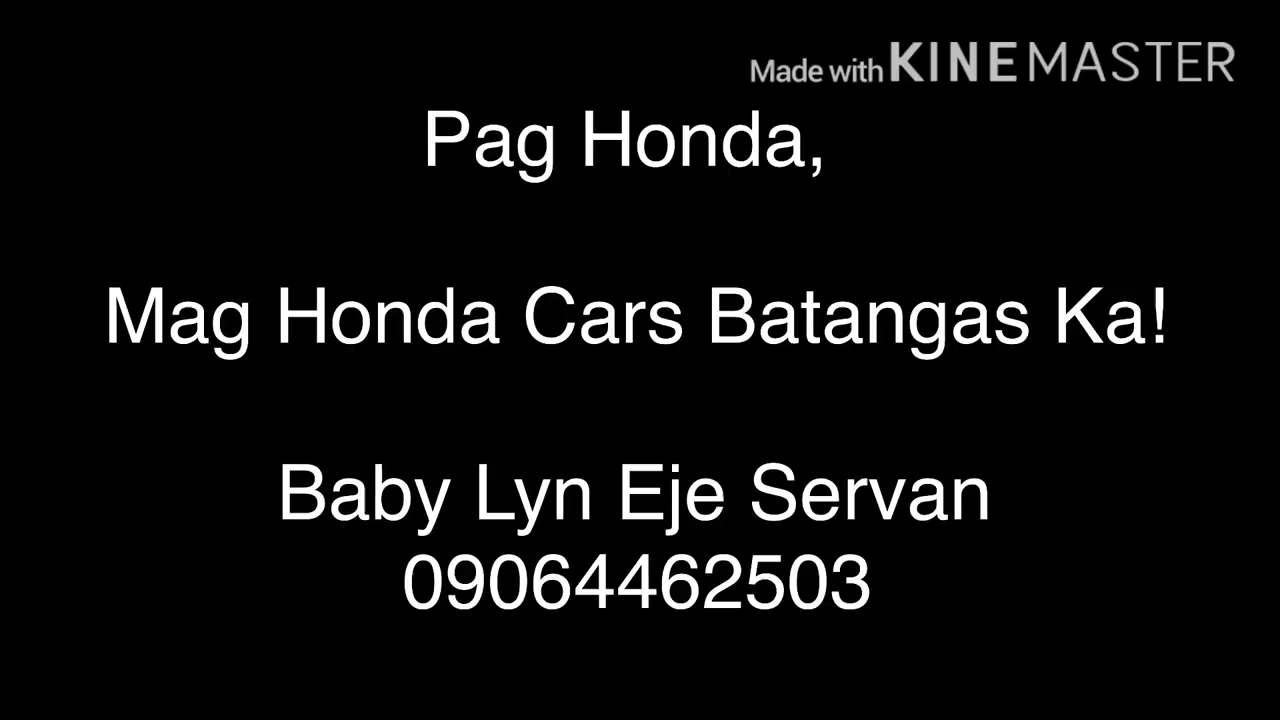 Made with KINEMASTER
Pag Honda,
Mag Honda Cars Batangas Ka!
Baby Lyn Eje Servan
09064462503